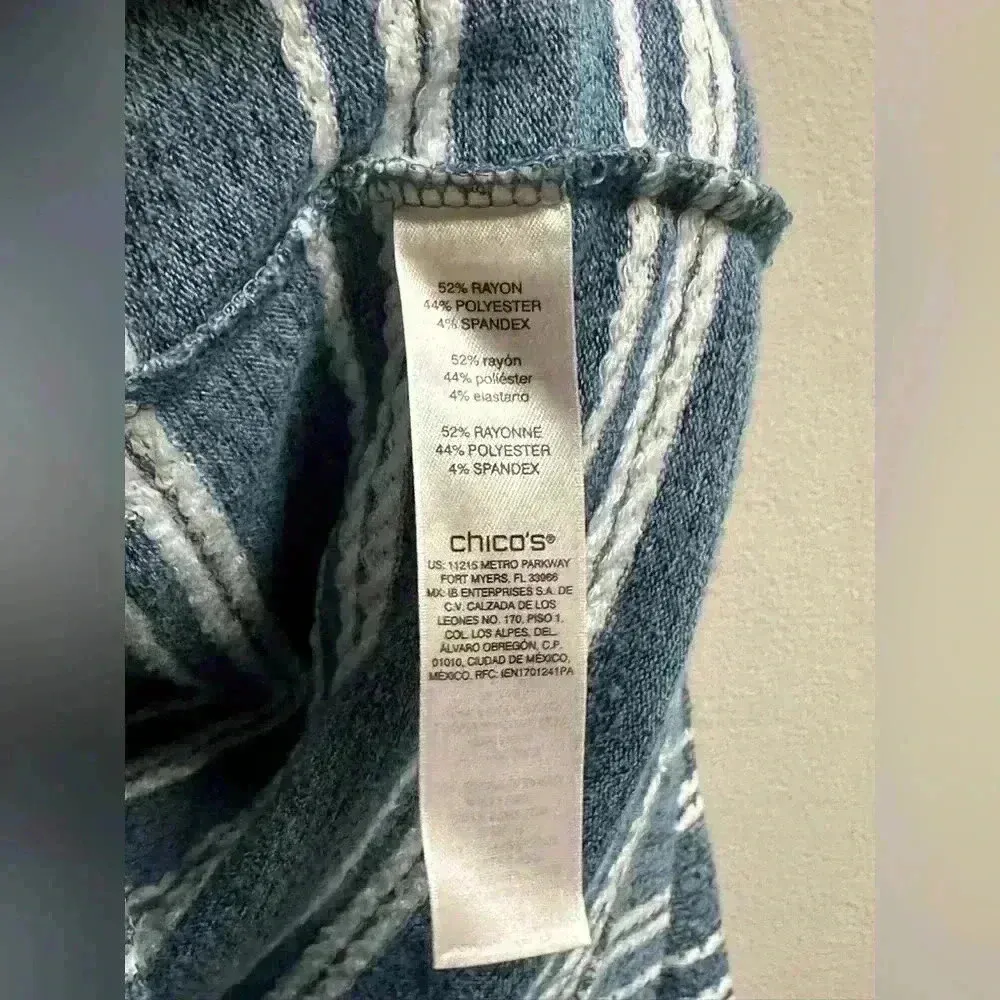 52% RAYON
44% POLYESTER
4% SPANDEX
52% rayón
44% poliéster
4% elastano
52% RAYONNE
44% POLYESTER
4% SPANDEX
chico's®
US: 11215 METRO PARKWAY
FORT MYERS, FL 33966
MX: IB ENTERPRISES S.A. DE
C.V. CALZADA DE LOS
LEONES NO. 170, PISO 1,
COL. LOS ALPES, DEL.
ÁLVARO OBREGÓN, C.P.
01010, CIUDAD DE MÉXICO,
MÉXICO. RFC: IEN1701241PA